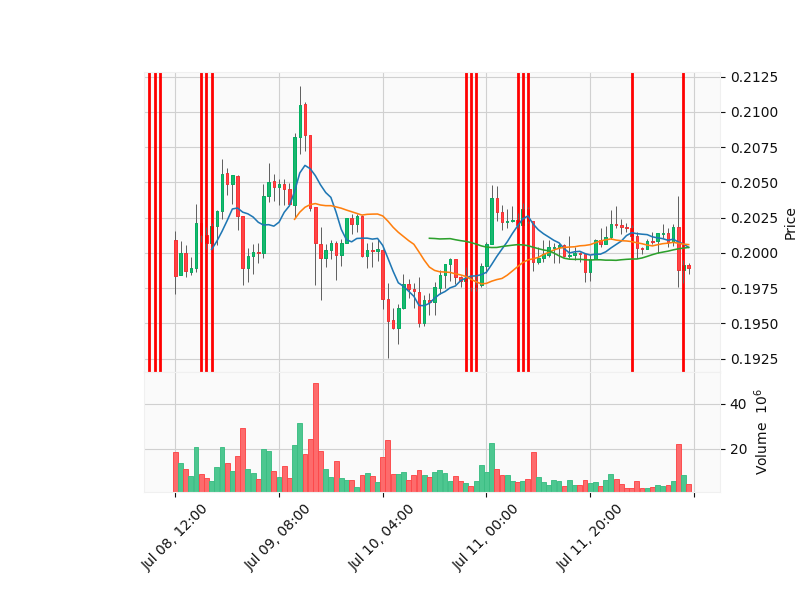 0.2125
0.2100
0.2075
0.2050
0.2025
0.2000
0.1975
0.1950
0.1925
Price
40
20
Volume 10⁶
Jul 08, 12:00
Jul 09, 08:00
Jul 10, 04:00
Jul 11, 00:00
Jul 11, 20:00